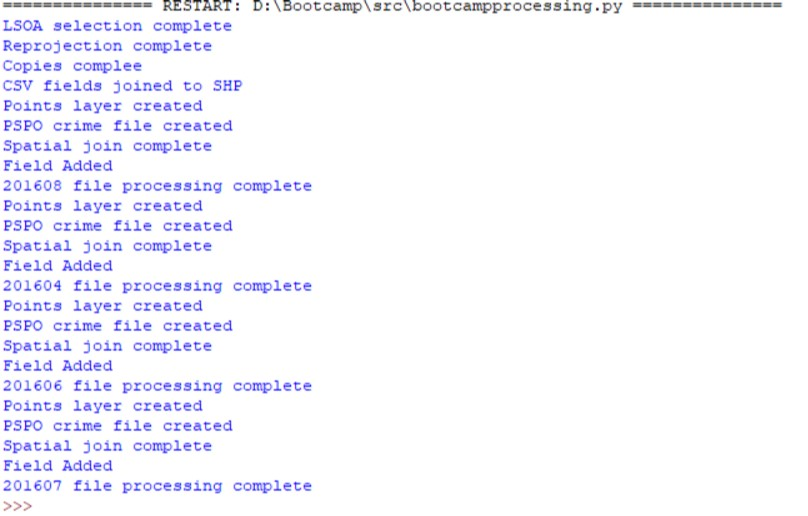 =============== RESTART: D:\Bootcamp\src\bootcampprocessing.py ===============
LSOA selection complete
Reprojection complete
Copies complee
CSV fields joined to SHP
Points layer created
PSPO crime file created
Spatial join complete
Field Added
201608 file processing complete
Points layer created
PSPO crime file created
Spatial join complete
Field Added
201604 file processing complete
Points layer created
PSPO crime file created
Spatial join complete
Field Added
201606 file processing complete
Points layer created
PSPO crime file created
Spatial join complete
Field Added
201607 file processing complete
>>>